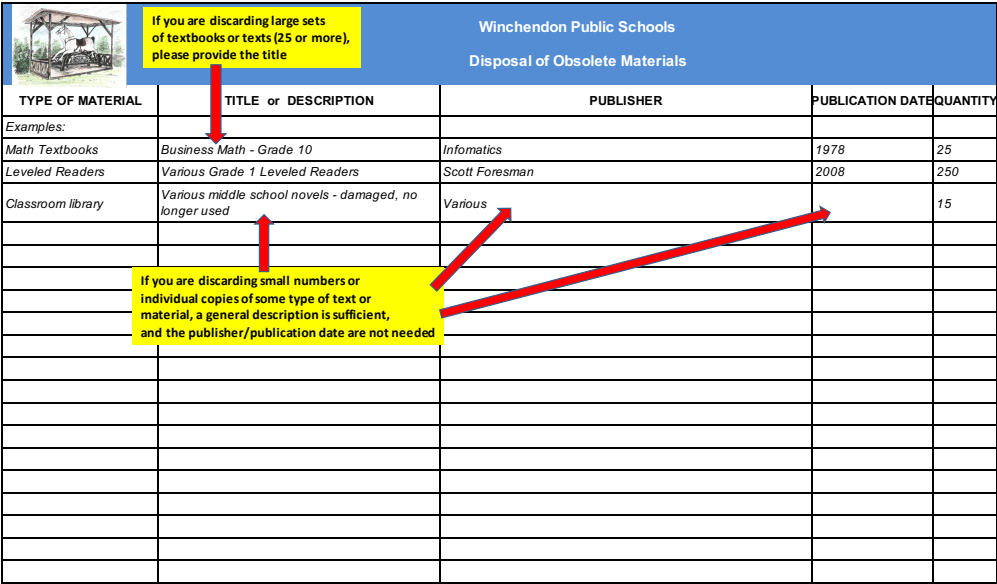 If you are discarding large sets
of textbooks or texts (25 or more),
please provide the title
Winchendon Public Schools
Disposal of Obsolete Materials
TYPE OF MATERIAL TITLE or DESCRIPTION PUBLISHER PUBLICATION DATE QUANTITY
Examples:
Math Textbooks Business Math - Grade 10 Infomatics 1978 25
Leveled Readers Various Grade 1 Leveled Readers Scott Foresman 2008 250
Classroom library Various middle school novels - damaged, no
longer used Various 15
If you are discarding small numbers or
individual copies of some type of text or
material, a general description is sufficient,
and the publisher/publication date are not needed